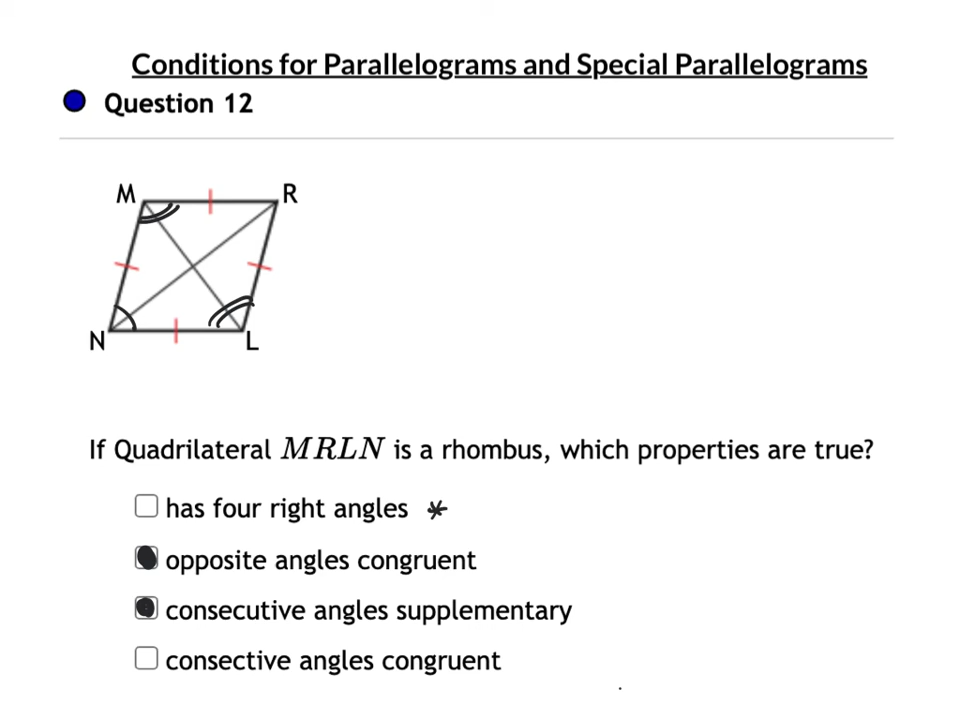 Conditions for Parallelograms and Special Parallelograms
Question 12
M
R
N
L
If Quadrilateral MRLN is a rhombus, which properties are true?
has four right angles *
opposite angles congruent
consecutive angles supplementary
consective angles congruent